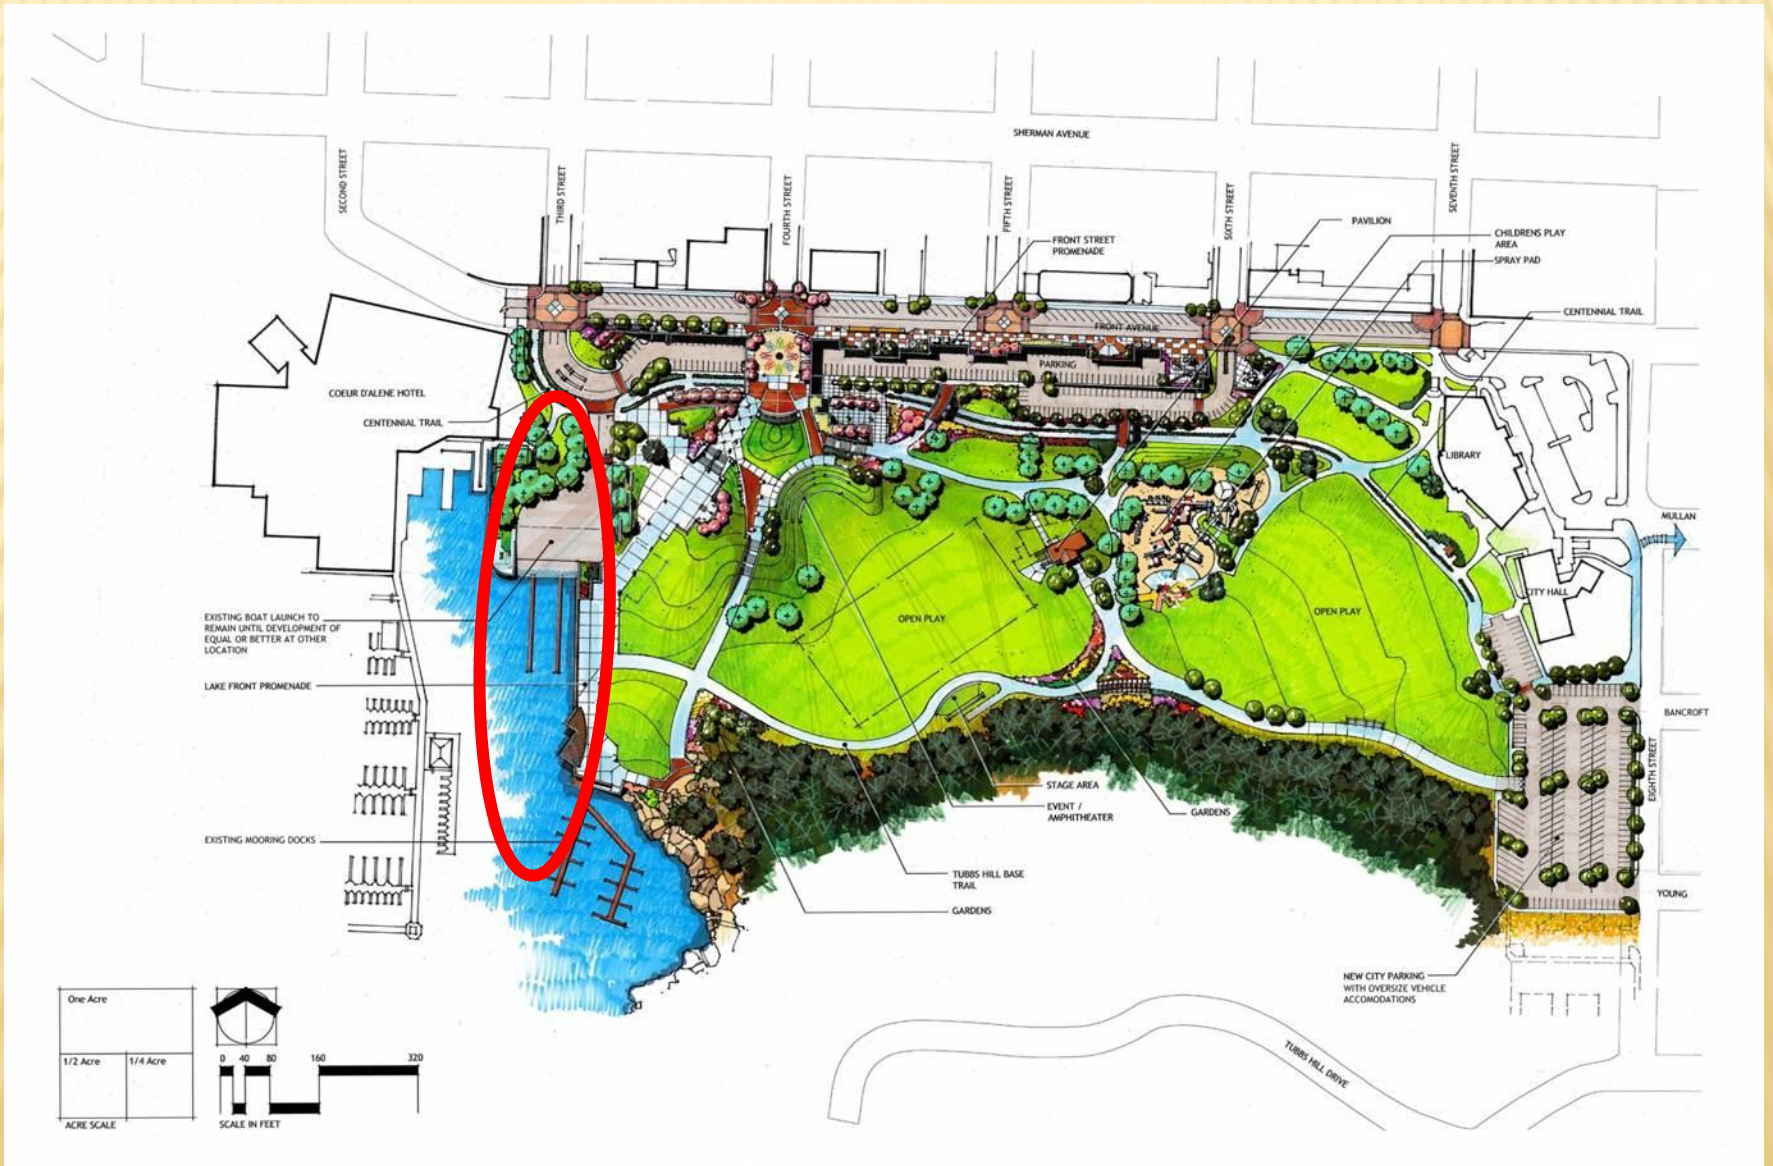 SHERMAN AVENUE
SECOND STREET
THIRD STREET
FOURTH STREET
FIFTH STREET
SIXTH STREET
SEVENTH STREET
PAVILION
CHILDRENS PLAY
AREA
FRONT STREET
PROMENADE
SPRAY PAD
CENTENNIAL TRAIL
FRONT AVENUE
PARKING
COEUR D'ALENE HOTEL
CENTENNIAL TRAIL
LIBRARY
MULLAN
CITY HALL
EXISTING BOAT LAUNCH TO
REMAIN UNTIL DEVELOPMENT OF
EQUAL OR BETTER AT OTHER
LOCATION
OPEN PLAY
OPEN PLAY
LAKE FRONT PROMENADE
BANCROFT
EIGHTH STREET
STAGE AREA
EVENT /
AMPHITHEATER
GARDENS
EXISTING MOORING DOCKS
TUBBS HILL BASE
TRAIL
GARDENS
YOUNG
NEW CITY PARKING
WITH OVERSIZE VEHICLE
ACCOMODATIONS
One Acre
1/2 Acre
1/4 Acre
ACRE SCALE
0 40 80 160 320
SCALE IN FEET
TUBBS HILL DRIVE